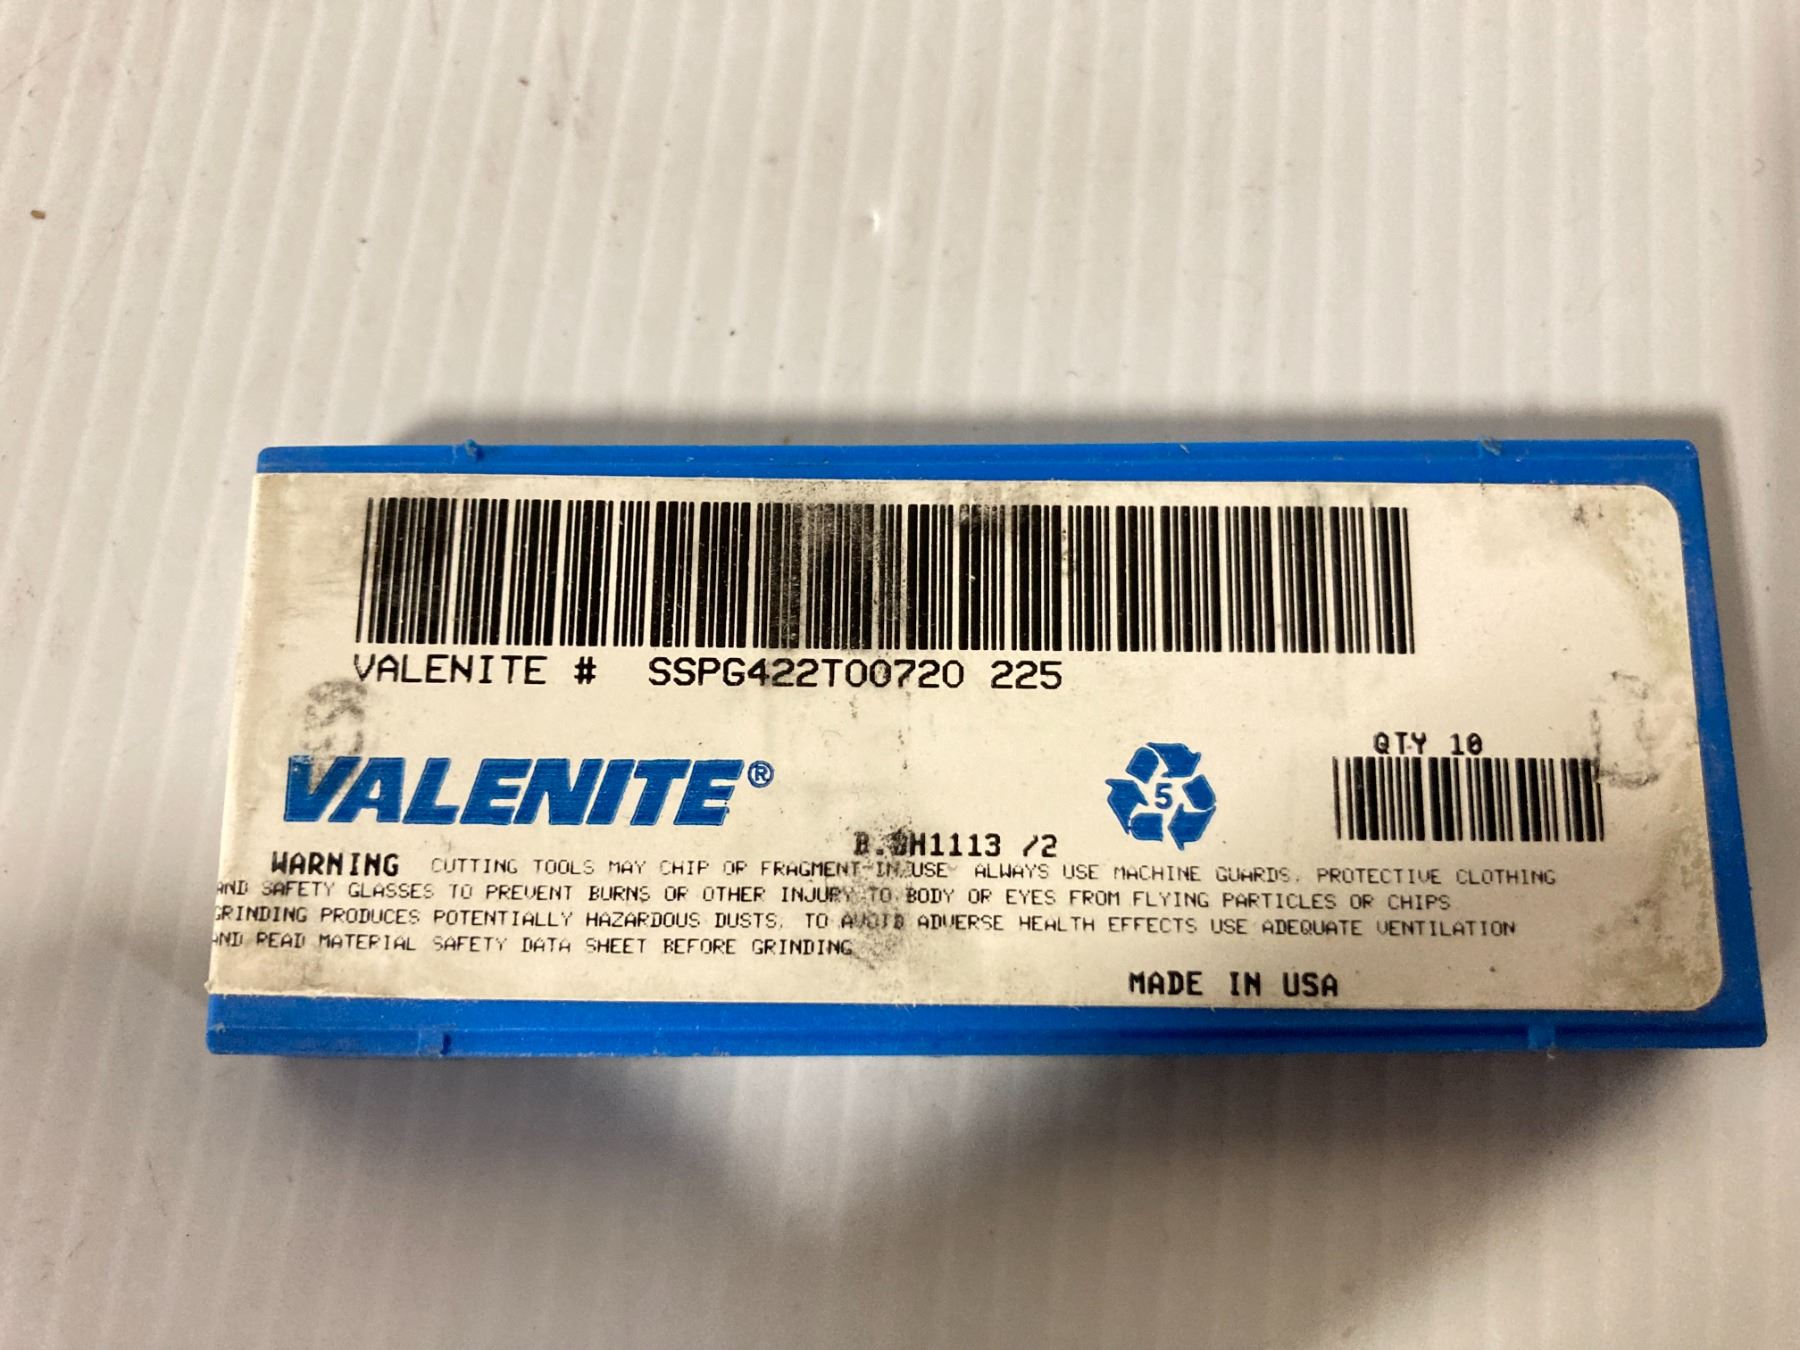 VALENITE # SSPG422T00720 225
QTY 10
VALENITE®
5
H1113 /2
WARNING CUTTING TOOLS MAY CHIP OR FRAGMENT IN USE ALWAYS USE MACHINE GUARDS, PROTECTIVE CLOTHING
AND SAFETY GLASSES TO PREVENT BURNS OR OTHER INJURY TO BODY OR EYES FROM FLYING PARTICLES OR CHIPS
GRINDING PRODUCES POTENTIALLY HAZARDOUS DUSTS. TO AVOID ADVERSE HEALTH EFFECTS USE ADEQUATE VENTILATION
AND READ MATERIAL SAFETY DATA SHEET BEFORE GRINDING
MADE IN USA